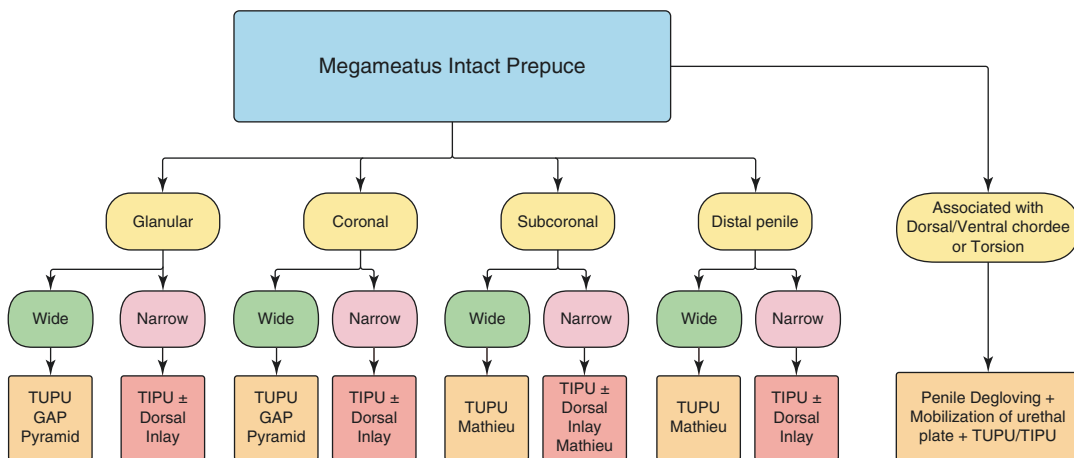 Megameatus Intact Prepuce
Glanular
Coronal
Subcoronal
Distal penile
Associated with
Dorsal/Ventral chordee
or Torsion
Wide
Narrow
Wide
Narrow
Wide
Narrow
Wide
Narrow
TUPU
GAP
Pyramid
TIPU ±
Dorsal
Inlay
TUPU
GAP
Pyramid
TIPU ±
Dorsal
Inlay
TUPU
Mathieu
TIPU ±
Dorsal
Inlay
Mathieu
TUPU
Mathieu
TIPU ±
Dorsal
Inlay
Penile Degloving +
Mobilization of urethal
plate + TUPU/TIPU